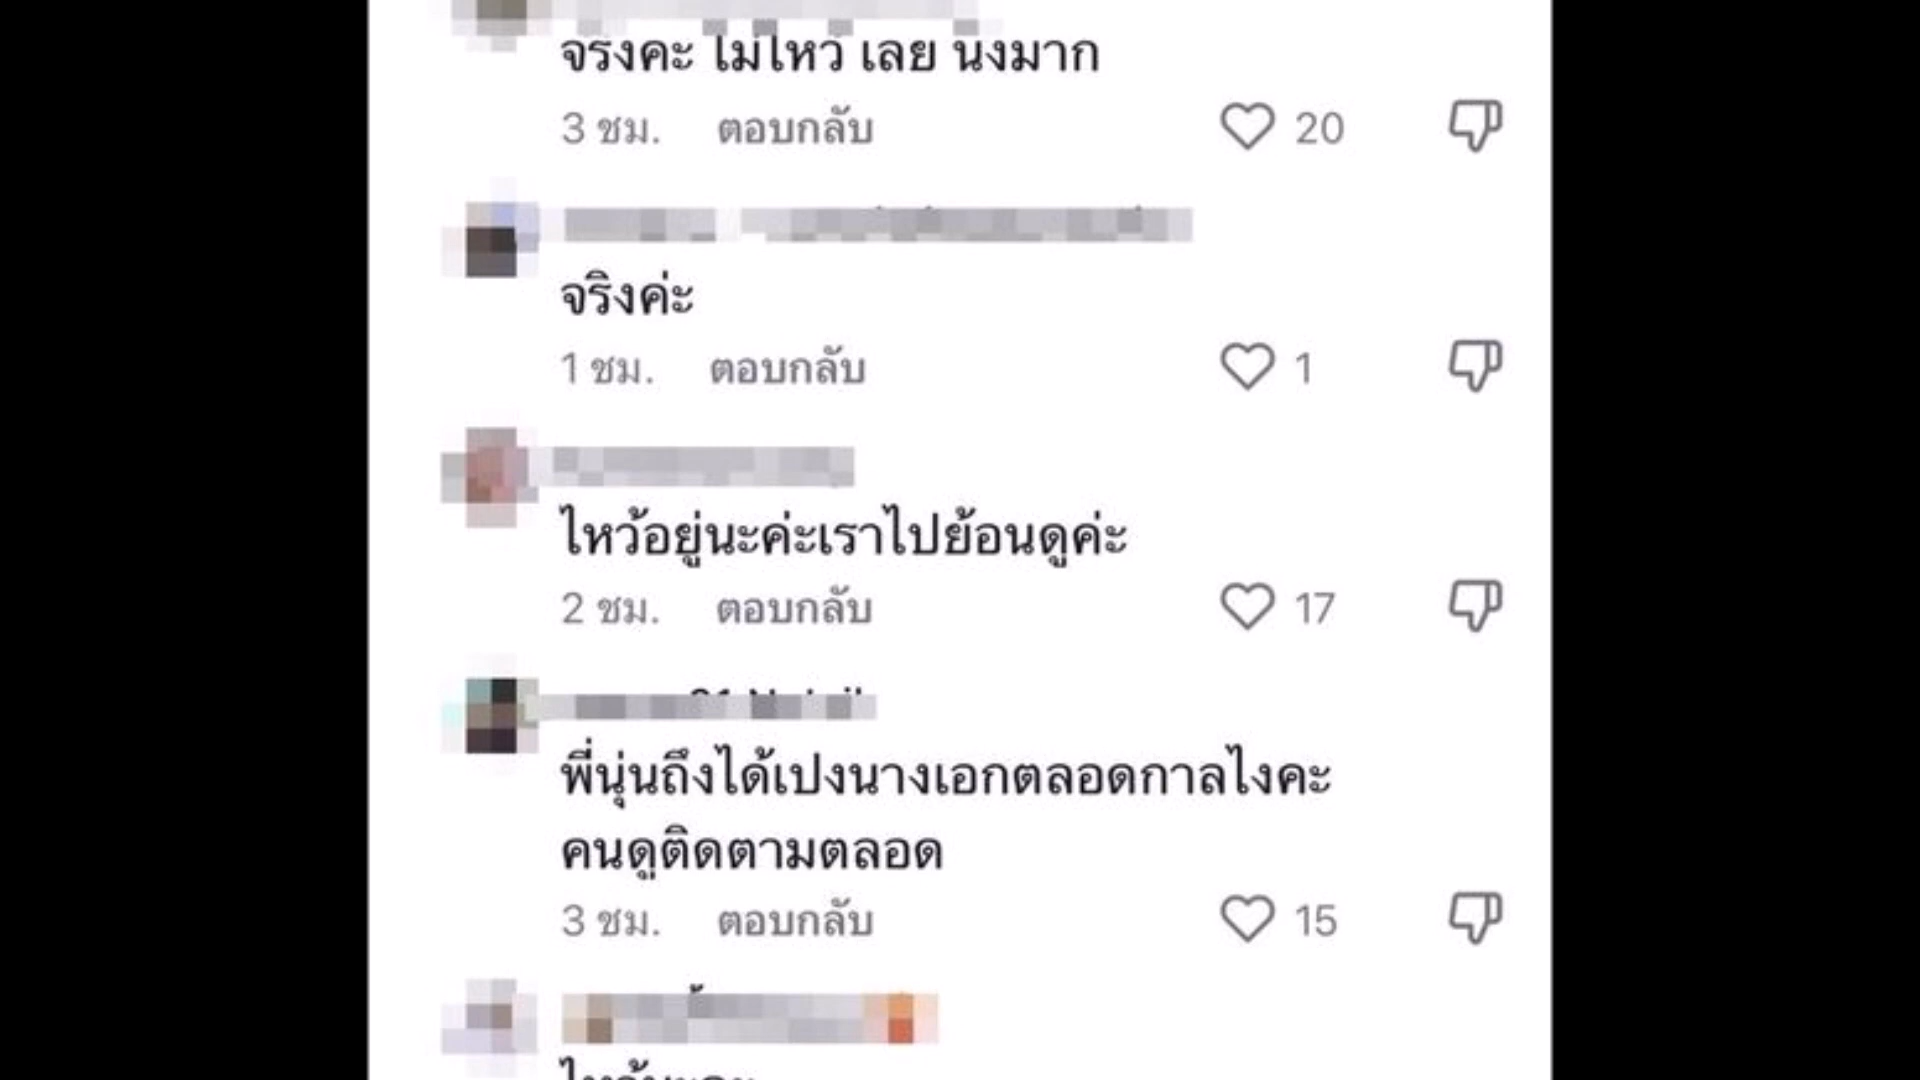 จริงค่ะ ไม่ไหว้ เลย นิ่งมาก
3 ชม. ตอบกลับ 20
จริงค่ะ
1 ชม. ตอบกลับ 1
ไหว้อยู่นะค่ะเราไปย้อนดูค่ะ
2 ชม. ตอบกลับ 17
พี่นุ่นถึงได้เปงนางเอกตลอดกาลไงคะ
คนดูติดตามตลอด
3 ชม. ตอบกลับ 15